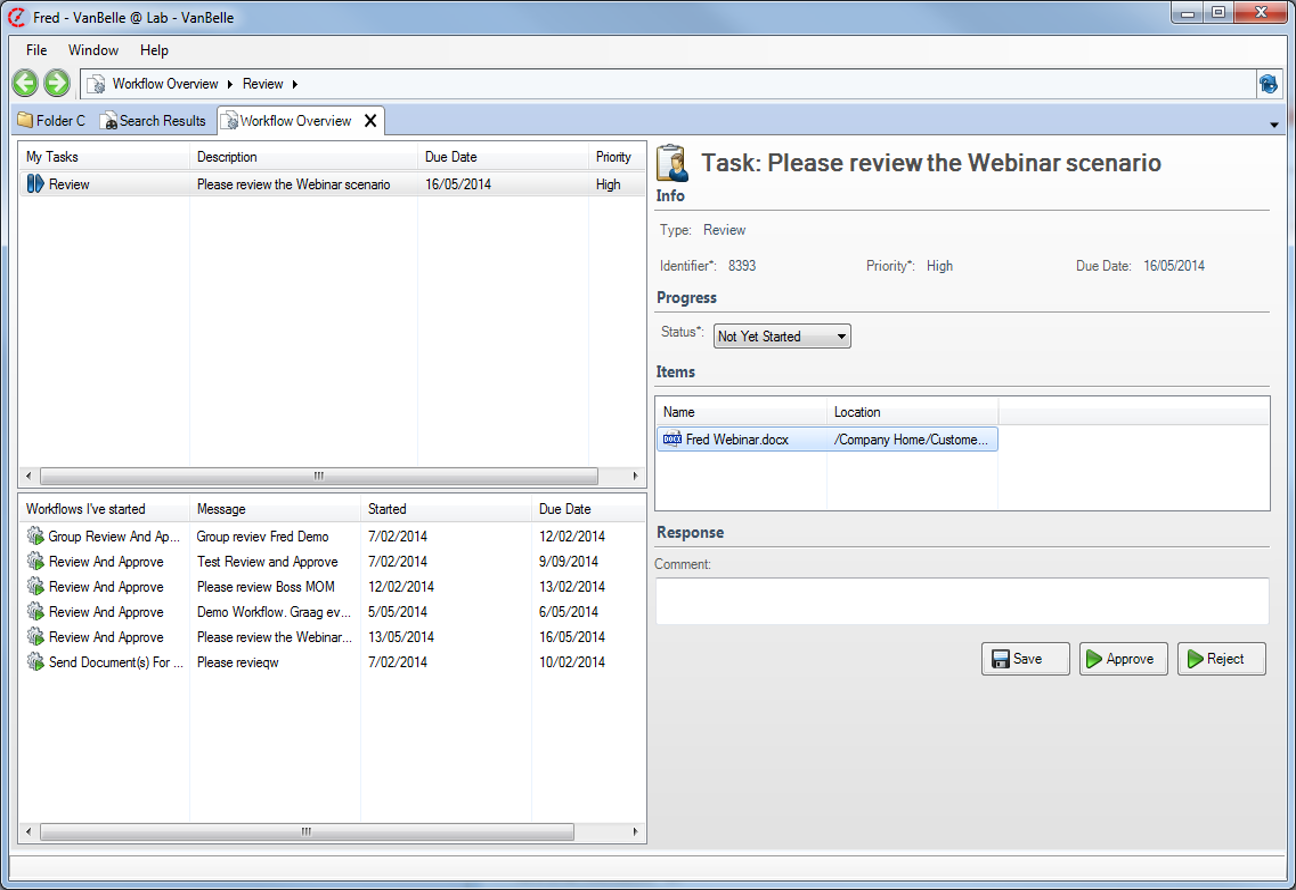 Fred - VanBelle @ Lab - VanBelle
File Window Help
Workflow Overview Review
Folder C Search Results Workflow Overview
My Tasks Description Due Date Priority
Review Please review the Webinar scenario 16/05/2014 High
Workflows I've started Message Started Due Date
Group Review And Ap... Group reviev Fred Demo 7/02/2014 12/02/2014
Review And Approve Test Review and Approve 7/02/2014 9/09/2014
Review And Approve Please review Boss MOM 12/02/2014 13/02/2014
Review And Approve Demo Workflow. Graag ev... 5/05/2014 6/05/2014
Review And Approve Please review the Webinar... 13/05/2014 16/05/2014
Send Document(s) For ... Please revieqw 7/02/2014 10/02/2014
Task: Please review the Webinar scenario
Info
Type: Review
Identifier*: 8393 Priority*: High Due Date: 16/05/2014
Progress
Status*: Not Yet Started
Items
Name Location
DOCX Fred Webinar.docx /Company Home/Custome...
Response
Comment:
Save Approve Reject